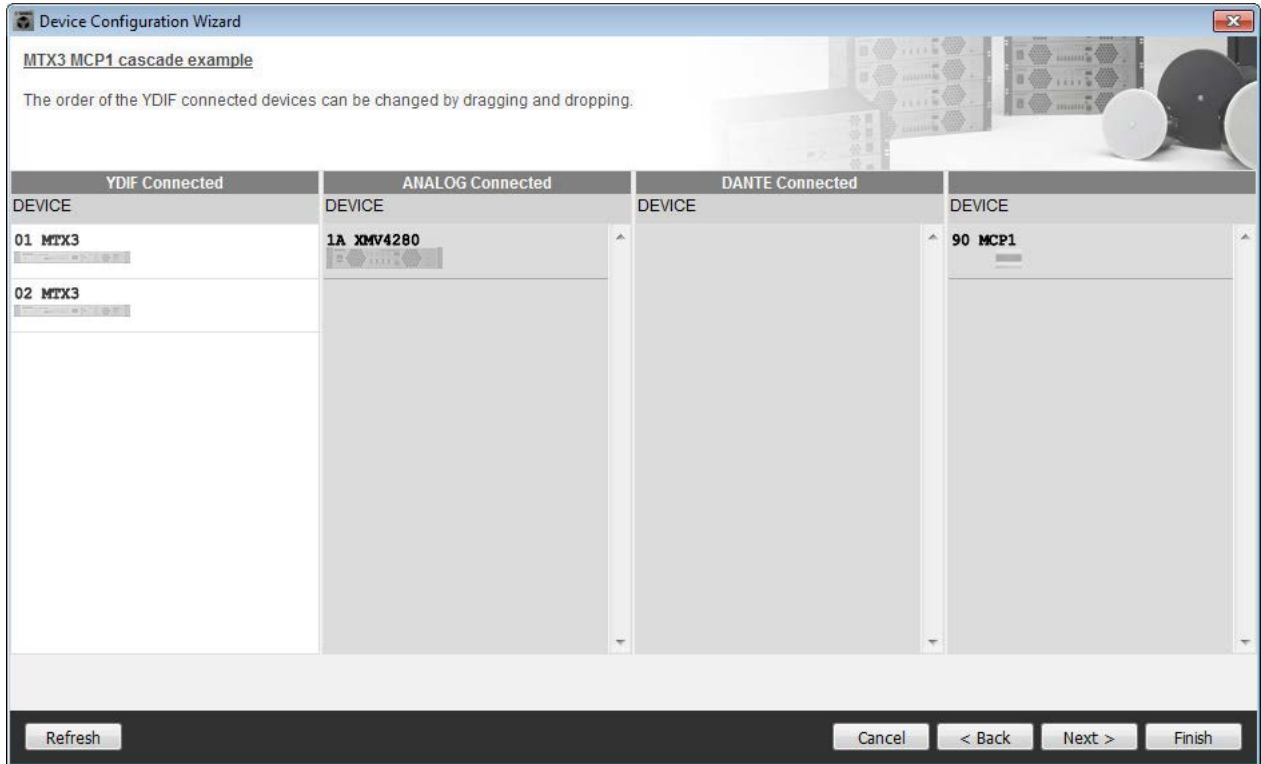 Device Configuration Wizard
MTX3 MCP1 cascade example
The order of the YDIF connected devices can be changed by dragging and dropping.
YDIF Connected
ANALOG Connected
DANTE Connected
DEVICE
DEVICE
DEVICE
DEVICE
01 MTX3
1A XMV4280
90 MCP1
02 MTX3
Refresh
Cancel
< Back
Next >
Finish